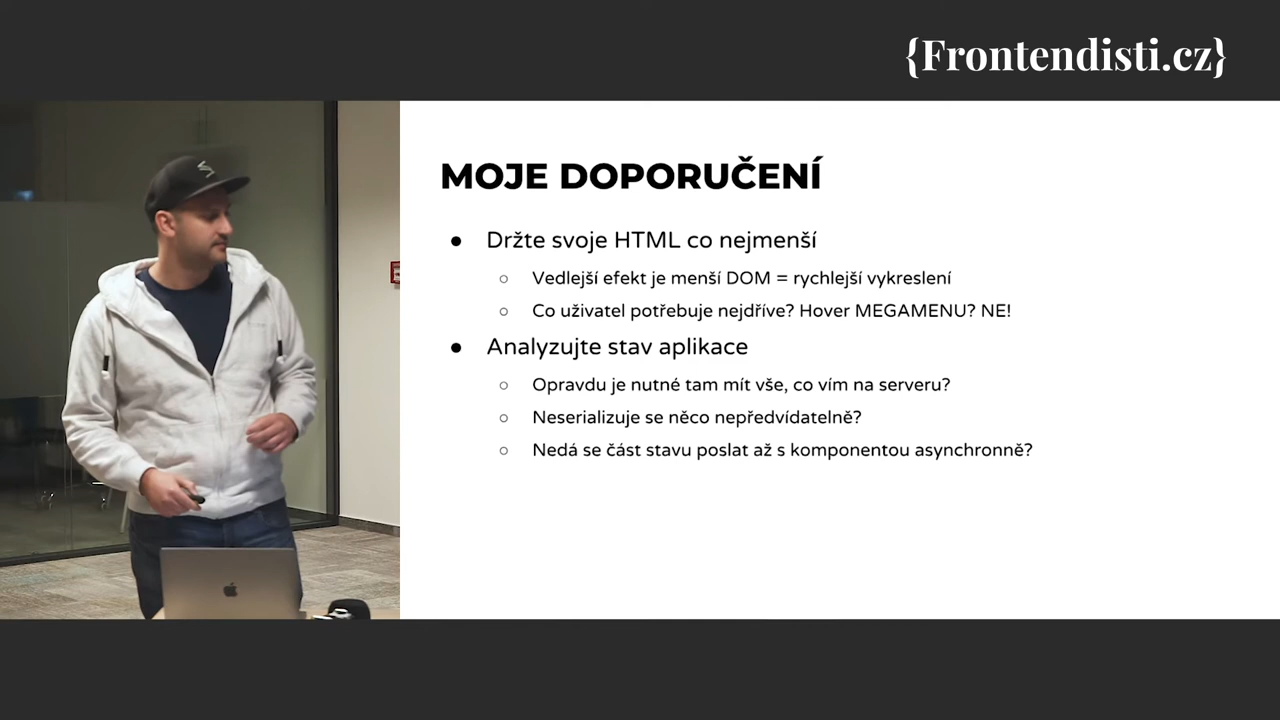 {Frontendisti.cz}
MOJE DOPORUČENÍ
● Držte svoje HTML co nejmenší
○ Vedlejší efekt je menší DOM = rychlejší vykreslení
○ Co uživatel potřebuje nejdříve? Hover MEGAMENU? NE!
● Analyzujte stav aplikace
○ Opravdu je nutné tam mít vše, co vím na serveru?
○ Neserializuje se něco nepředvídatelně?
○ Nedá se část stavu poslat až s komponentou asynchronně?